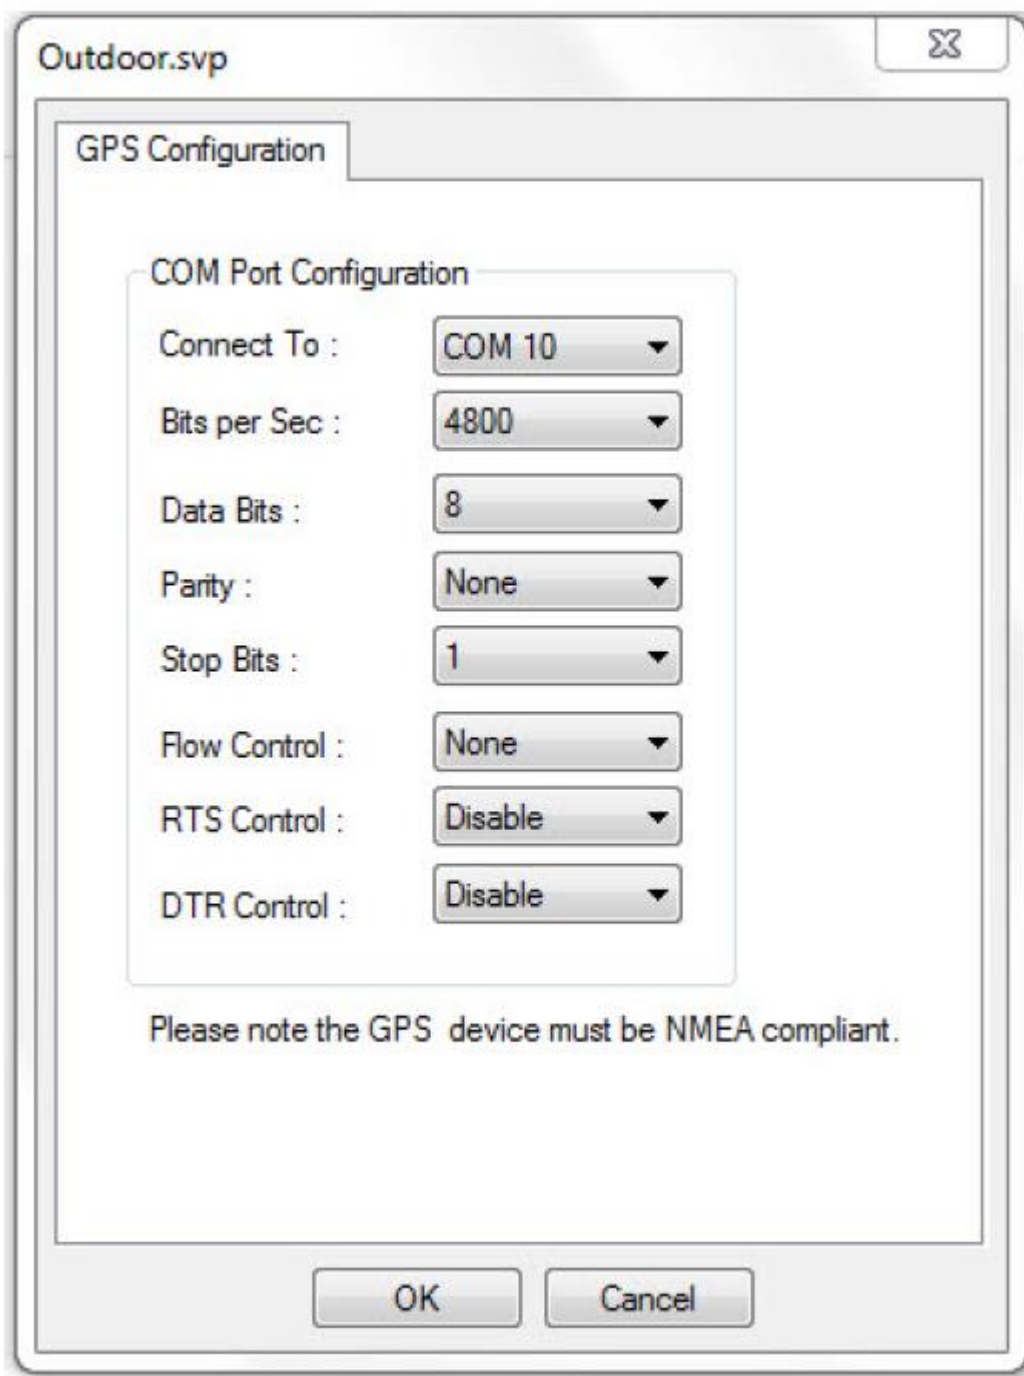 Outdoor.svp
GPS Configuration
COM Port Configuration
Connect To : COM 10
Bits per Sec : 4800
Data Bits : 8
Parity : None
Stop Bits : 1
Flow Control : None
RTS Control : Disable
DTR Control : Disable
Please note the GPS device must be NMEA compliant.
OK Cancel